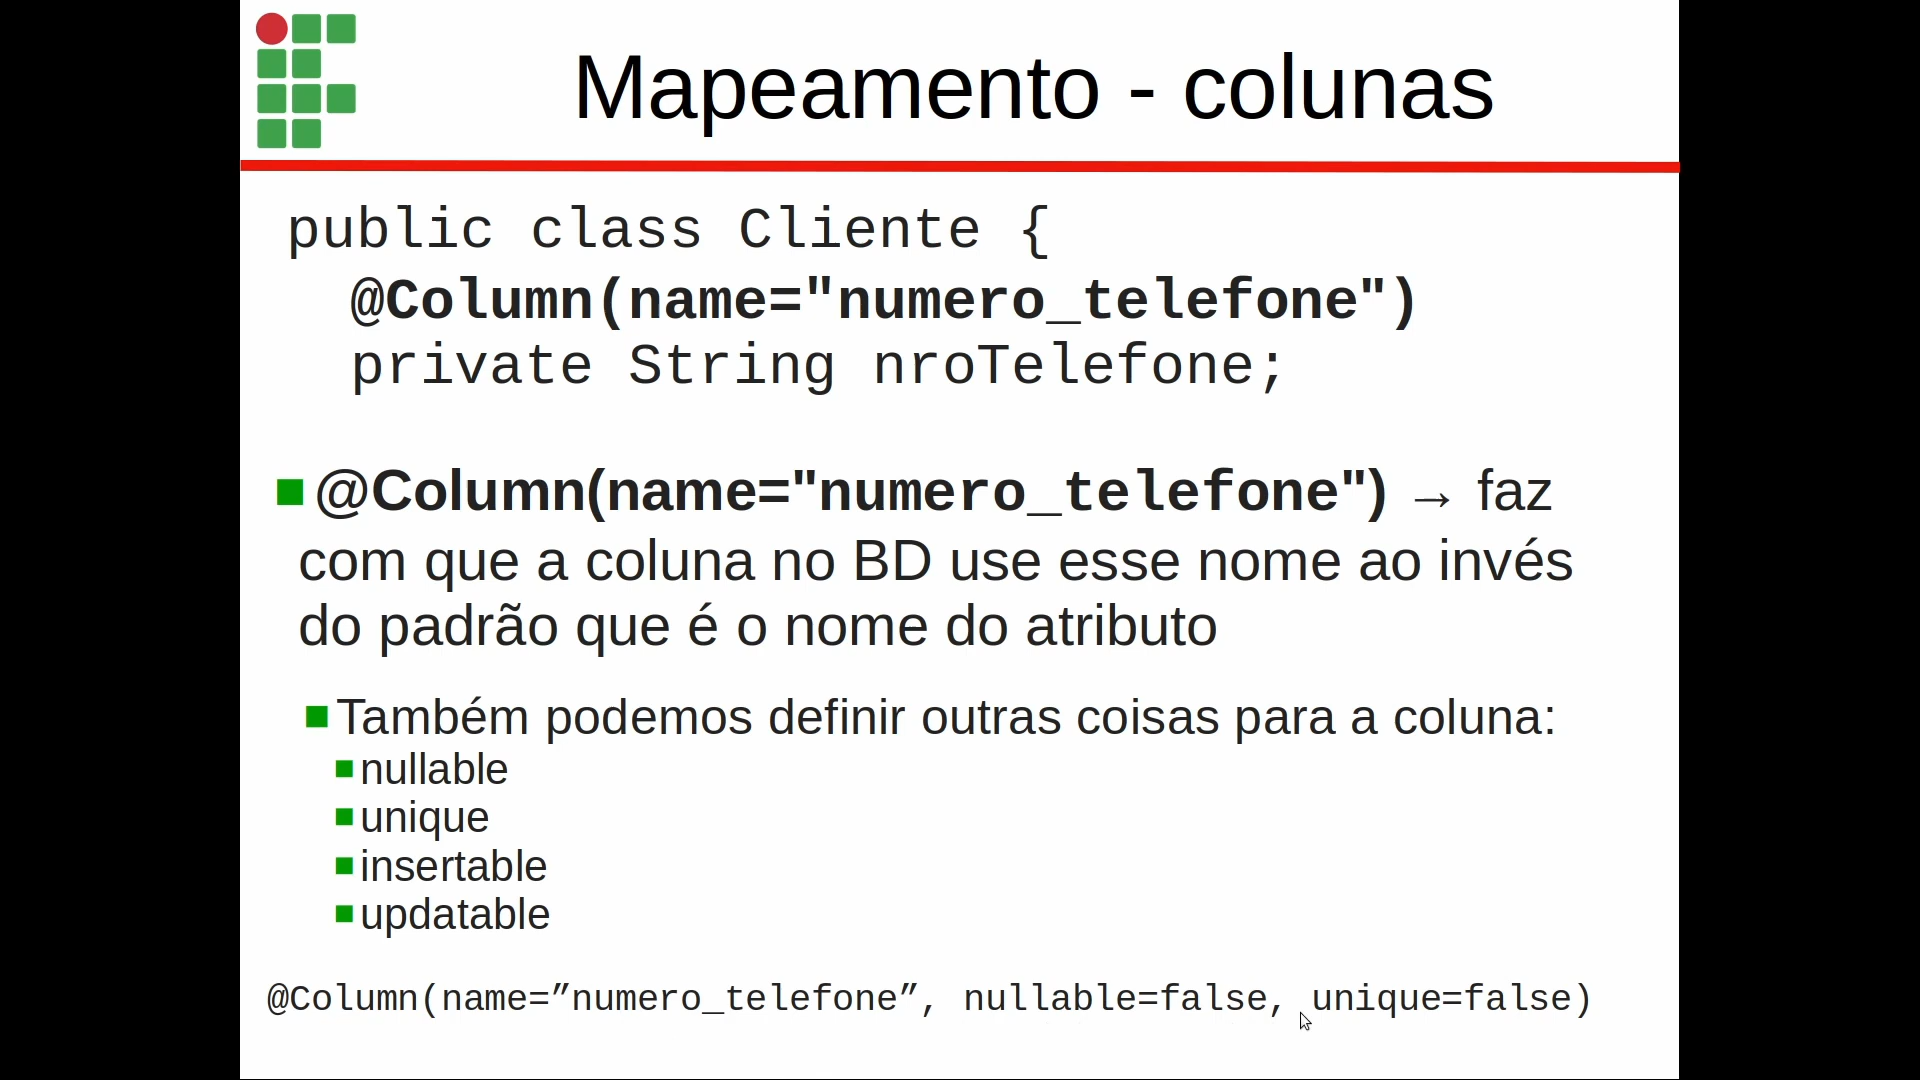 Mapeamento - colunas
public class Cliente {
@Column(name="numero_telefone")
private String nroTelefone;
@Column(name="numero_telefone") → faz
com que a coluna no BD use esse nome ao invés
do padrão que é o nome do atributo
Também podemos definir outras coisas para a coluna:
nullable
unique
insertable
updatable
@Column(name=”numero_telefone”, nullable=false, unique=false)